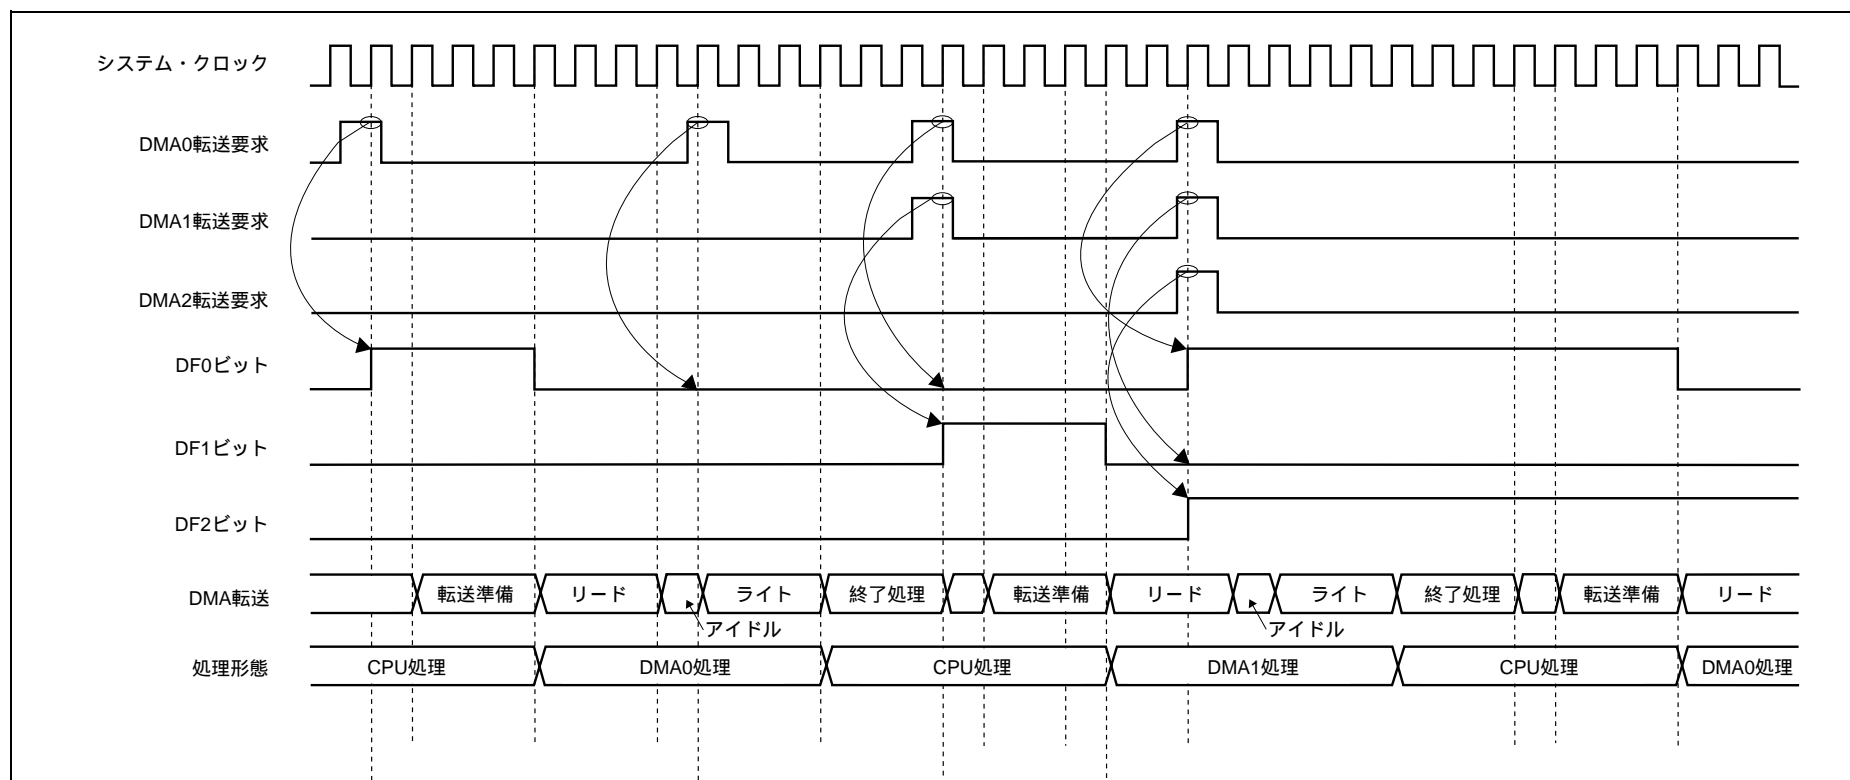 システム・クロック
DMA0転送要求
DMA1転送要求
DMA2転送要求
DF0ビット
DF1ビット
DF2ビット
DMA転送 転送準備 リード ライト 終了処理 転送準備 リード ライト 終了処理 転送準備 リード
アイドル アイドル
処理形態 CPU処理 DMA0処理 CPU処理 DMA1処理 CPU処理 DMA0処理